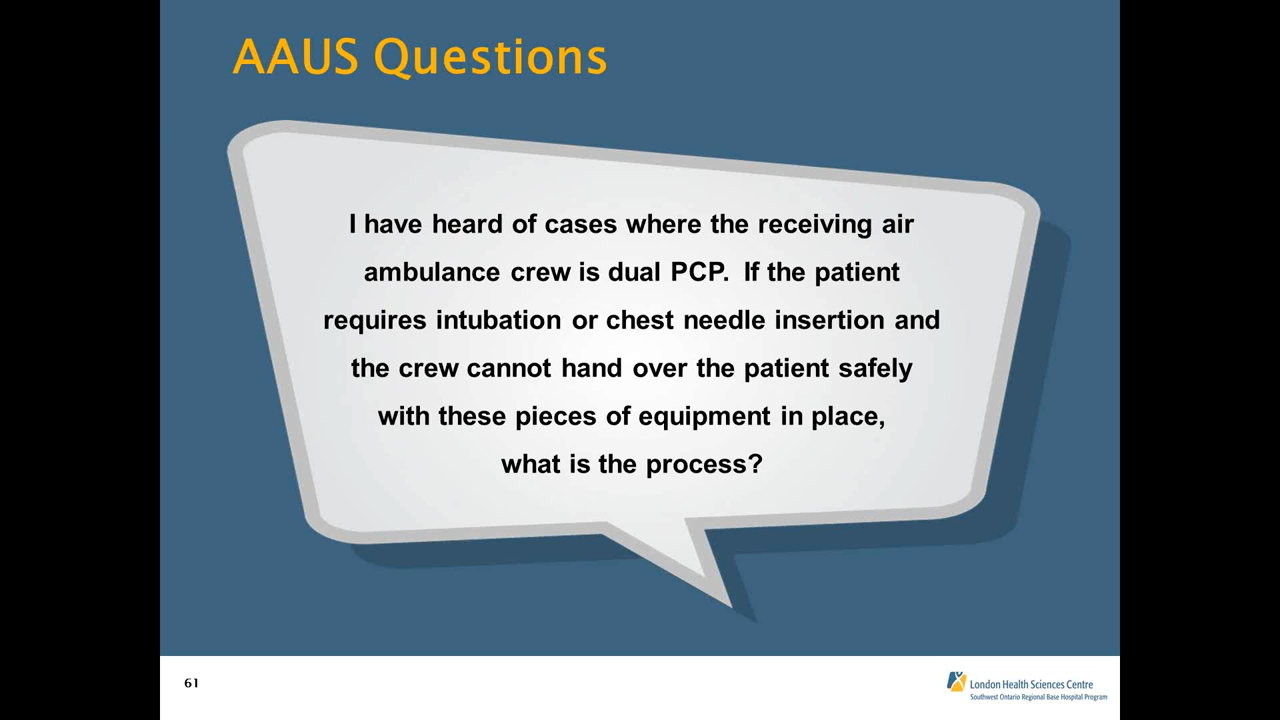 AAUS Questions
I have heard of cases where the receiving air
ambulance crew is dual PCP.  If the patient
requires intubation or chest needle insertion and
the crew cannot hand over the patient safely
with these pieces of equipment in place,
what is the process?
61
London Health Sciences Centre
Southwest Ontario Regional Base Hospital Program